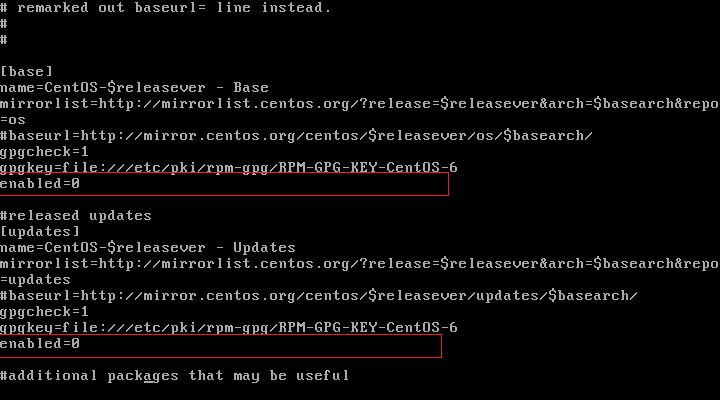 # remarked out baseurl= line instead.
#
#
[base]
name=CentOS-$releasever - Base
mirrorlist=http://mirrorlist.centos.org/?release=$releasever&arch=$basearch&repo
=os
#baseurl=http://mirror.centos.org/centos/$releasever/os/$basearch/
gpgcheck=1
gpgkey=file:///etc/pki/rpm-gpg/RPM-GPG-KEY-CentOS-6
enabled=0
#released updates
[updates]
name=CentOS-$releasever - Updates
mirrorlist=http://mirrorlist.centos.org/?release=$releasever&arch=$basearch&repo
=updates
#baseurl=http://mirror.centos.org/centos/$releasever/updates/$basearch/
gpgcheck=1
gpgkey=file:///etc/pki/rpm-gpg/RPM-GPG-KEY-CentOS-6
enabled=0
#additional packages that may be useful